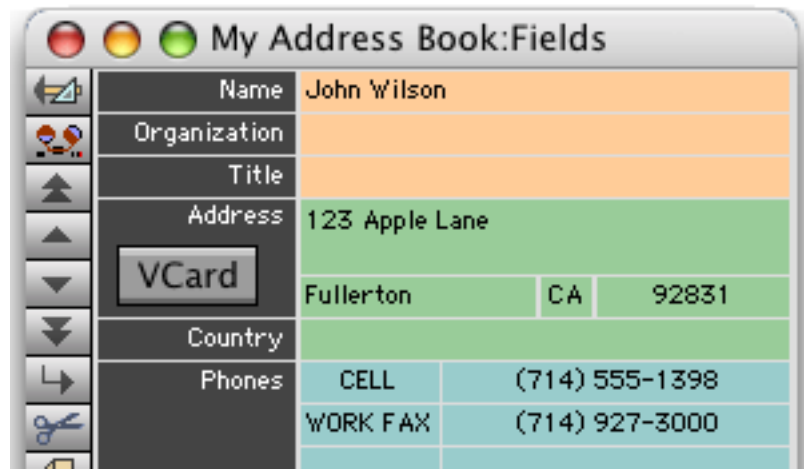 My Address Book:Fields
Name John Wilson
Organization
Title
Address 123 Apple Lane
VCard
Fullerton CA 92831
Country
Phones CELL (714) 555-1398
WORK FAX (714) 927-3000